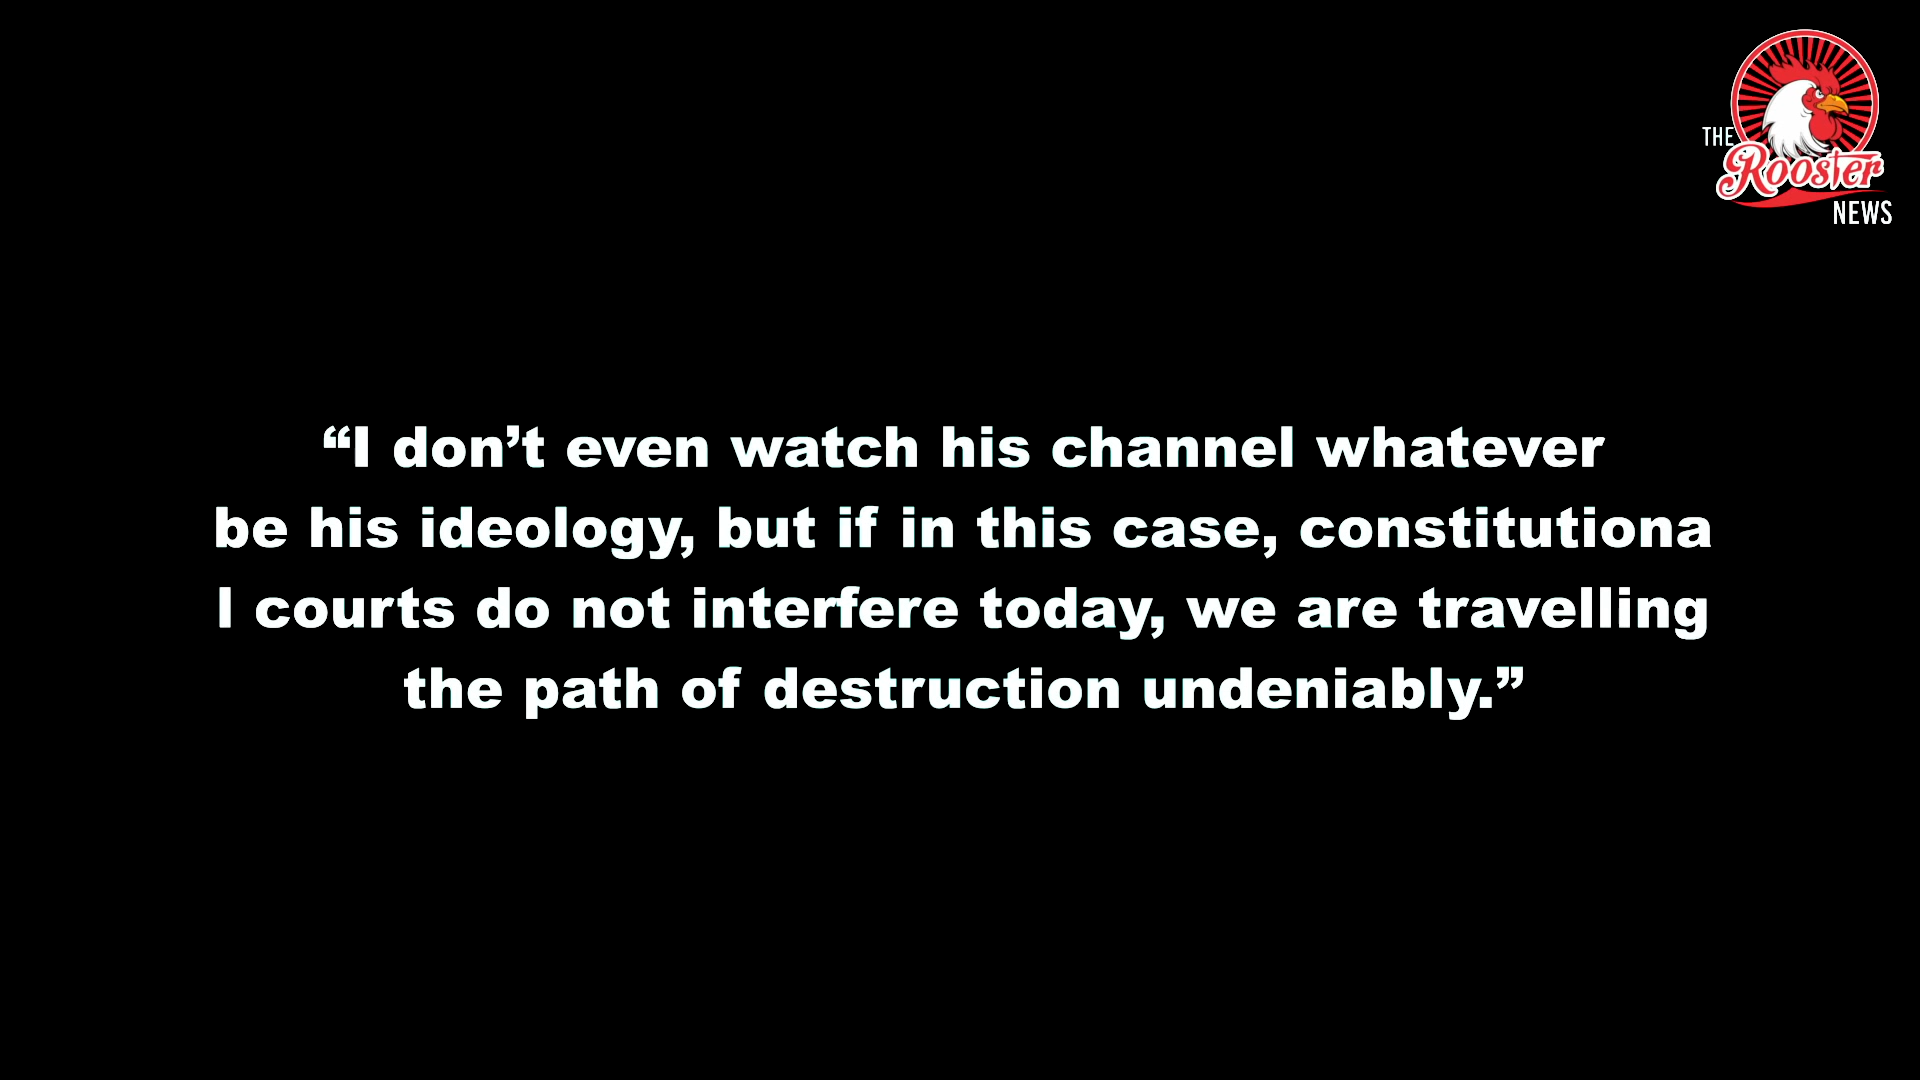 THE
Rooster
NEWS
“I don’t even watch his channel whatever
be his ideology, but if in this case, constitutiona
l courts do not interfere today, we are travelling
the path of destruction undeniably.”